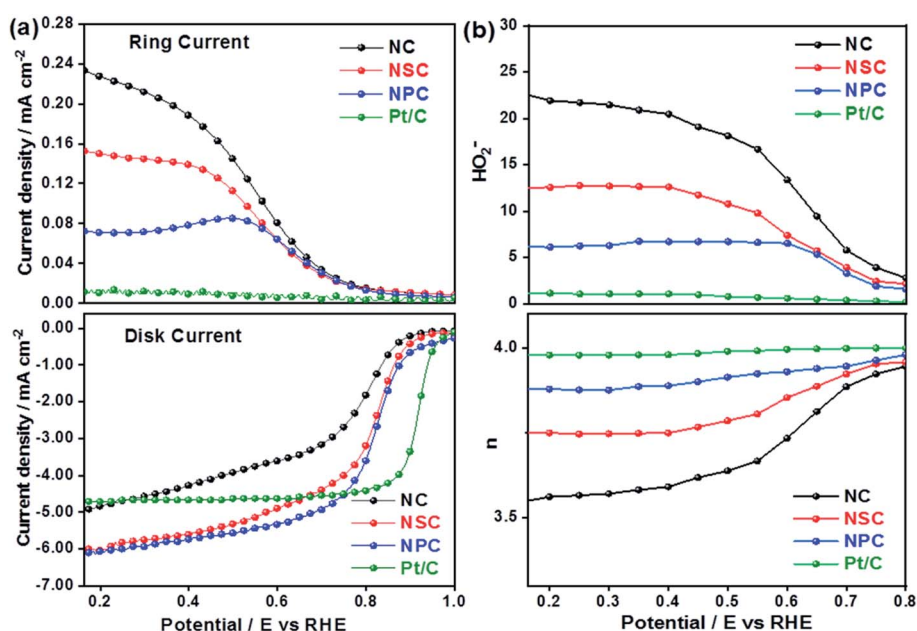 (a)
Ring Current
NC
NSC
NPC
Pt/C
Current density / mA cm⁻²
0.28
0.24
0.20
0.16
0.12
0.08
0.04
0.00
Disk Current
NC
NSC
NPC
Pt/C
Current density / mA cm⁻²
0.00
-1.00
-2.00
-3.00
-4.00
-5.00
-6.00
-7.00
0.2 0.4 0.6 0.8 1.0
Potential / E vs RHE
(b)
NC
NSC
NPC
Pt/C
HO₂⁻
30
25
20
15
10
5
0
NC
NSC
NPC
Pt/C
n
4.0
3.5
0.2 0.3 0.4 0.5 0.6 0.7 0.8
Potential / E vs RHE